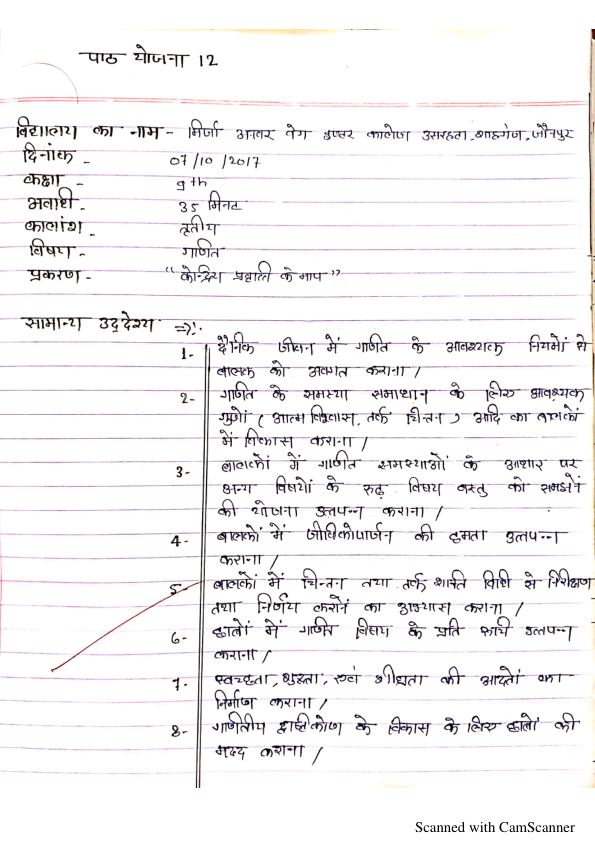 पाठ योजना 12
विद्यालय का नाम - मिर्जा अनवर बेग इण्टर कालेज उसरहटा, शाहगंज, जौनपुर
दिनांक - 07/10/2017
कक्षा - 9th
अवधी - 35 मिनट
कालांश - तृतीय
विषय - गणित
प्रकरण - "केन्द्रिय प्रवृत्ति के माप"
सामान्य उद्देश्य ⇒:-
1- दैनिक जीवन में गणित के आवश्यक नियमों से
बालक को अवगत कराना /
2- गणित के समस्या समाधान के लिए आवश्यक
गुणों ( आत्म विश्वास, तर्क चिन्तन ) आदि का बालकों
में विकास कराना /
3- बालकों में गणित समस्याओं के आधार पर
अन्य विषयों के रूढ़ विषय वस्तु को समझने
की योजना उत्पन्न कराना /
4- बालकों में जीविकोपार्जन की क्षमता उत्पन्न
कराना /
5- बालकों में चिन्तन तथा तर्क शक्ति विधि से निरीक्षण
तथा निर्णय करने का अभ्यास कराना /
6- छात्रों में गणित विषय के प्रति रूचि उत्पन्न
कराना /
7- स्वच्छता, शुद्धता, एवं शीघ्रता की आदतों का
निर्माण कराना /
8- गणितीय दृष्टिकोण के विकास के लिए छात्रों की
मदद कराना /
Scanned with CamScanner